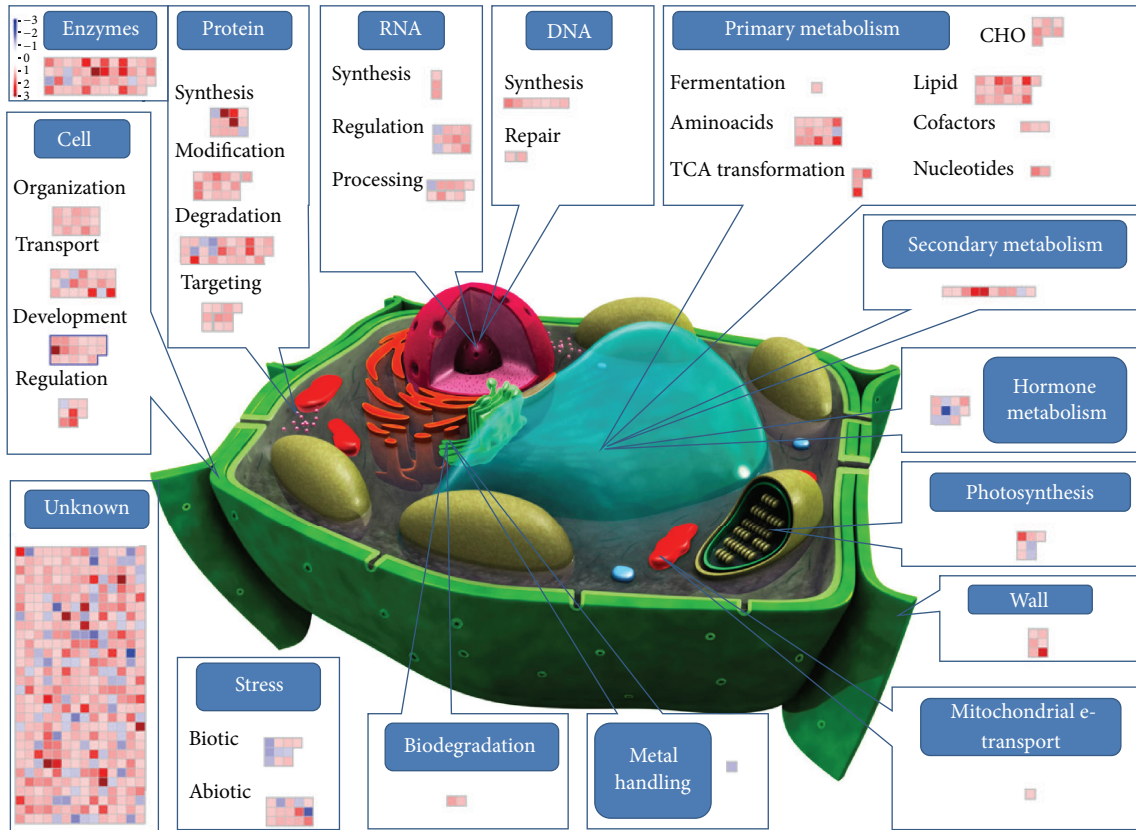 −3
−2
−1
0
1
2
3
Enzymes
Protein
Synthesis
Modification
Degradation
Targeting
RNA
Synthesis
Regulation
Processing
DNA
Synthesis
Repair
Primary metabolism
CHO
Fermentation
Lipid
Aminoacids
Cofactors
TCA transformation
Nucleotides
Cell
Organization
Transport
Development
Regulation
Secondary metabolism
Hormone
metabolism
Photosynthesis
Wall
Mitochondrial e-
transport
Unknown
Stress
Biotic
Abiotic
Biodegradation
Metal
handling